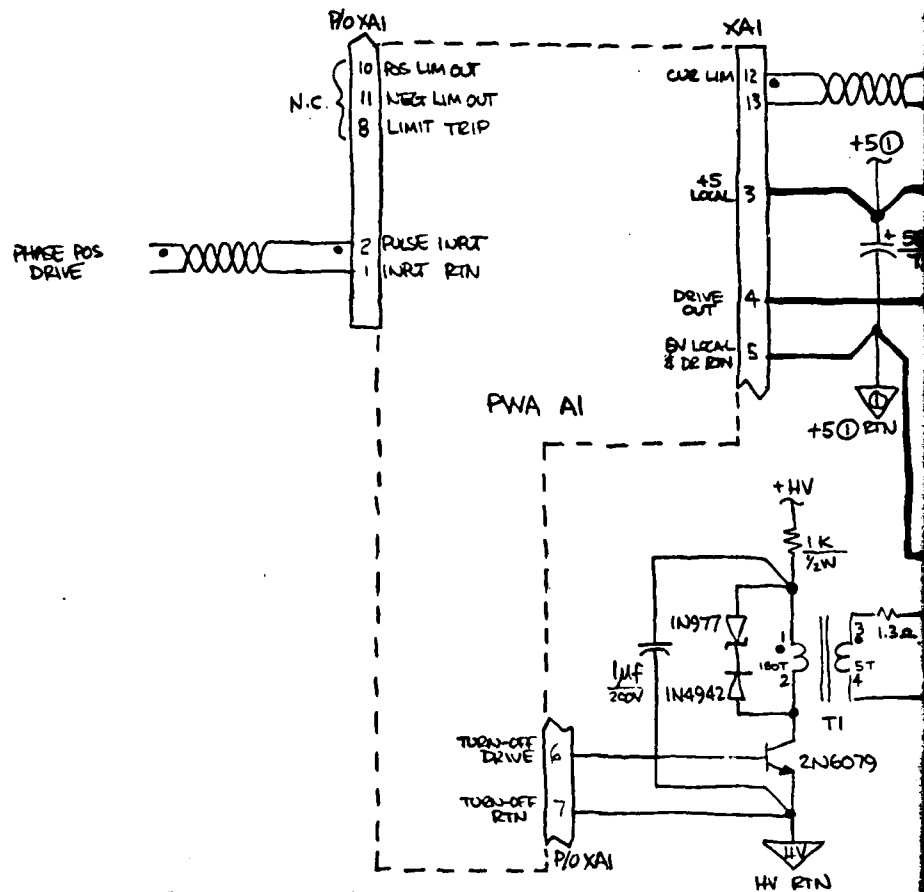 P/O XA1
XA1
10 POS LIM OUT
11 NEG LIM OUT
8 LIMIT TRIP
N.C.
CUR LIM 12
13
+5①
+5
LOCAL 3
+
PHASE POS
DRIVE
2 PULSE INPUT
1 INPT RTN
DRIVE
OUT 4
5
& DR RTN
PWA A1
①
+5① RTN
+HV
1K
½W
1N977
1µf
200V
1N4942
1
180T
2
3
5T
4
1.3Ω
T1
TURN-OFF
DRIVE 6
2N6079
TURN-OFF
RTN 7
P/O XA1
HV
HV RTN